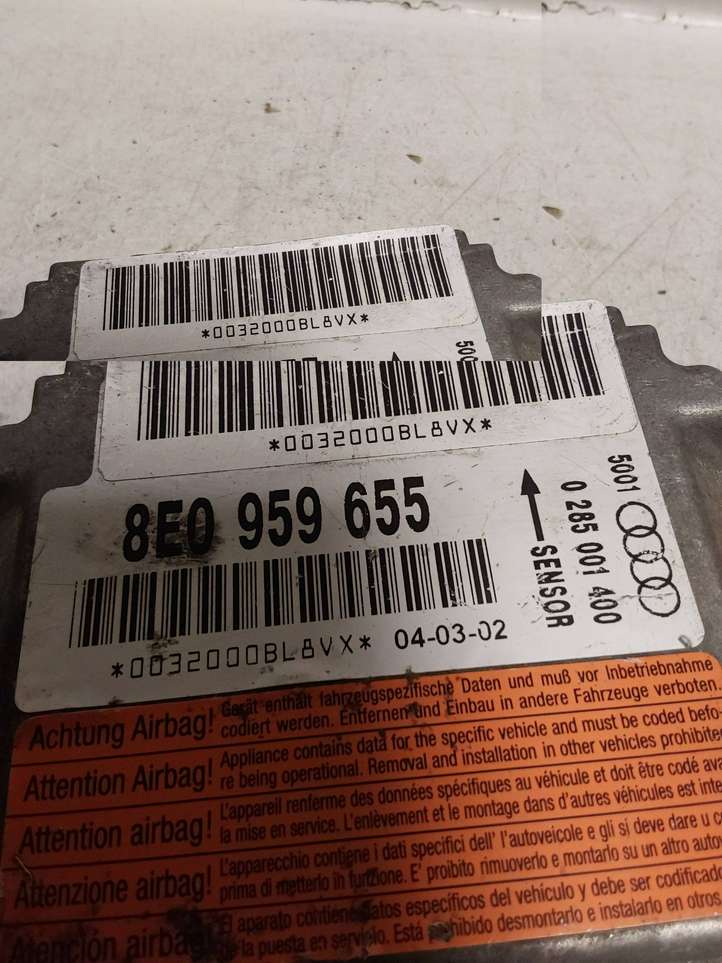 *0032000BL8VX*
500
*0032000BL8VX*
8E0 959 655
SENSOR
0 285 001 400
5001
*0032000BL8VX* 04-03-02
Achtung Airbag! Gerät enthält fahrzeugspezifische Daten und muß vor Inbetriebnahme
codiert werden. Entfernen und Einbau in andere Fahrzeuge verboten.
Attention Airbag! Appliance contains data for the specific vehicle and must be coded befo-
re being operational. Removal and installation in other vehicles prohibite
Attention airbag! L'appareil renferme des données spécifiques au véhicule et doit être codé ava
la mise en service. L'enlèvement et le montage dans d'autres véhicules est inte
Attenzione airbag! L'apparecchio contiene i dati specifici dell' l'autoveicole e gli si deve dare u c
prima di metterlo in funzione. E' proibito rimuoverlo e montarlo su un altro autov
Atención airbag! El aparato contiene datos específicos del vehículo y debe ser codificado
de la puesta en servicio. Está prohibido desmontarlo e instalarlo en otros